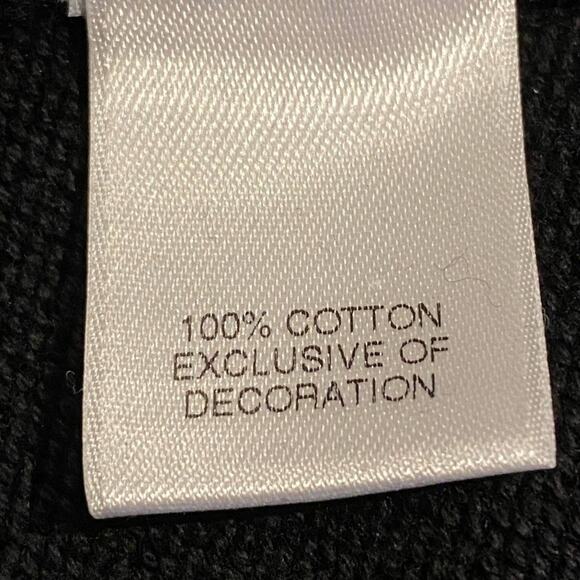 100% COTTON
EXCLUSIVE OF
DECORATION